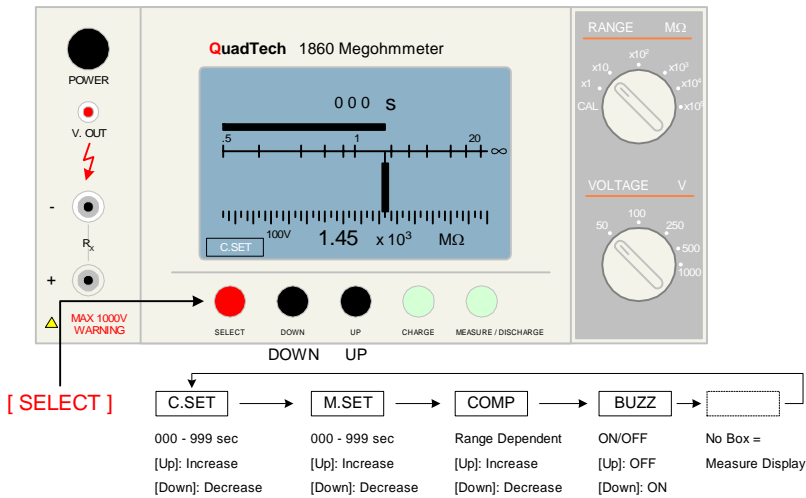 QuadTech 1860 Megohmmeter
POWER
V. OUT
-
Rx
+
MAX 1000V
WARNING
000 S
.5 1 20 ∞
C.SET 100V 1.45 x 10³ MΩ
SELECT DOWN UP CHARGE MEASURE / DISCHARGE
DOWN UP
RANGE MΩ
CAL x1 x10 x10² x10³ x10⁴ x10⁵
VOLTAGE V
50 100 250 500 1000
[ SELECT ]
C.SET M.SET COMP BUZZ
000 - 999 sec 000 - 999 sec Range Dependent ON/OFF No Box =
[Up]: Increase [Up]: Increase [Up]: Increase [Up]: OFF Measure Display
[Down]: Decrease [Down]: Decrease [Down]: Decrease [Down]: ON